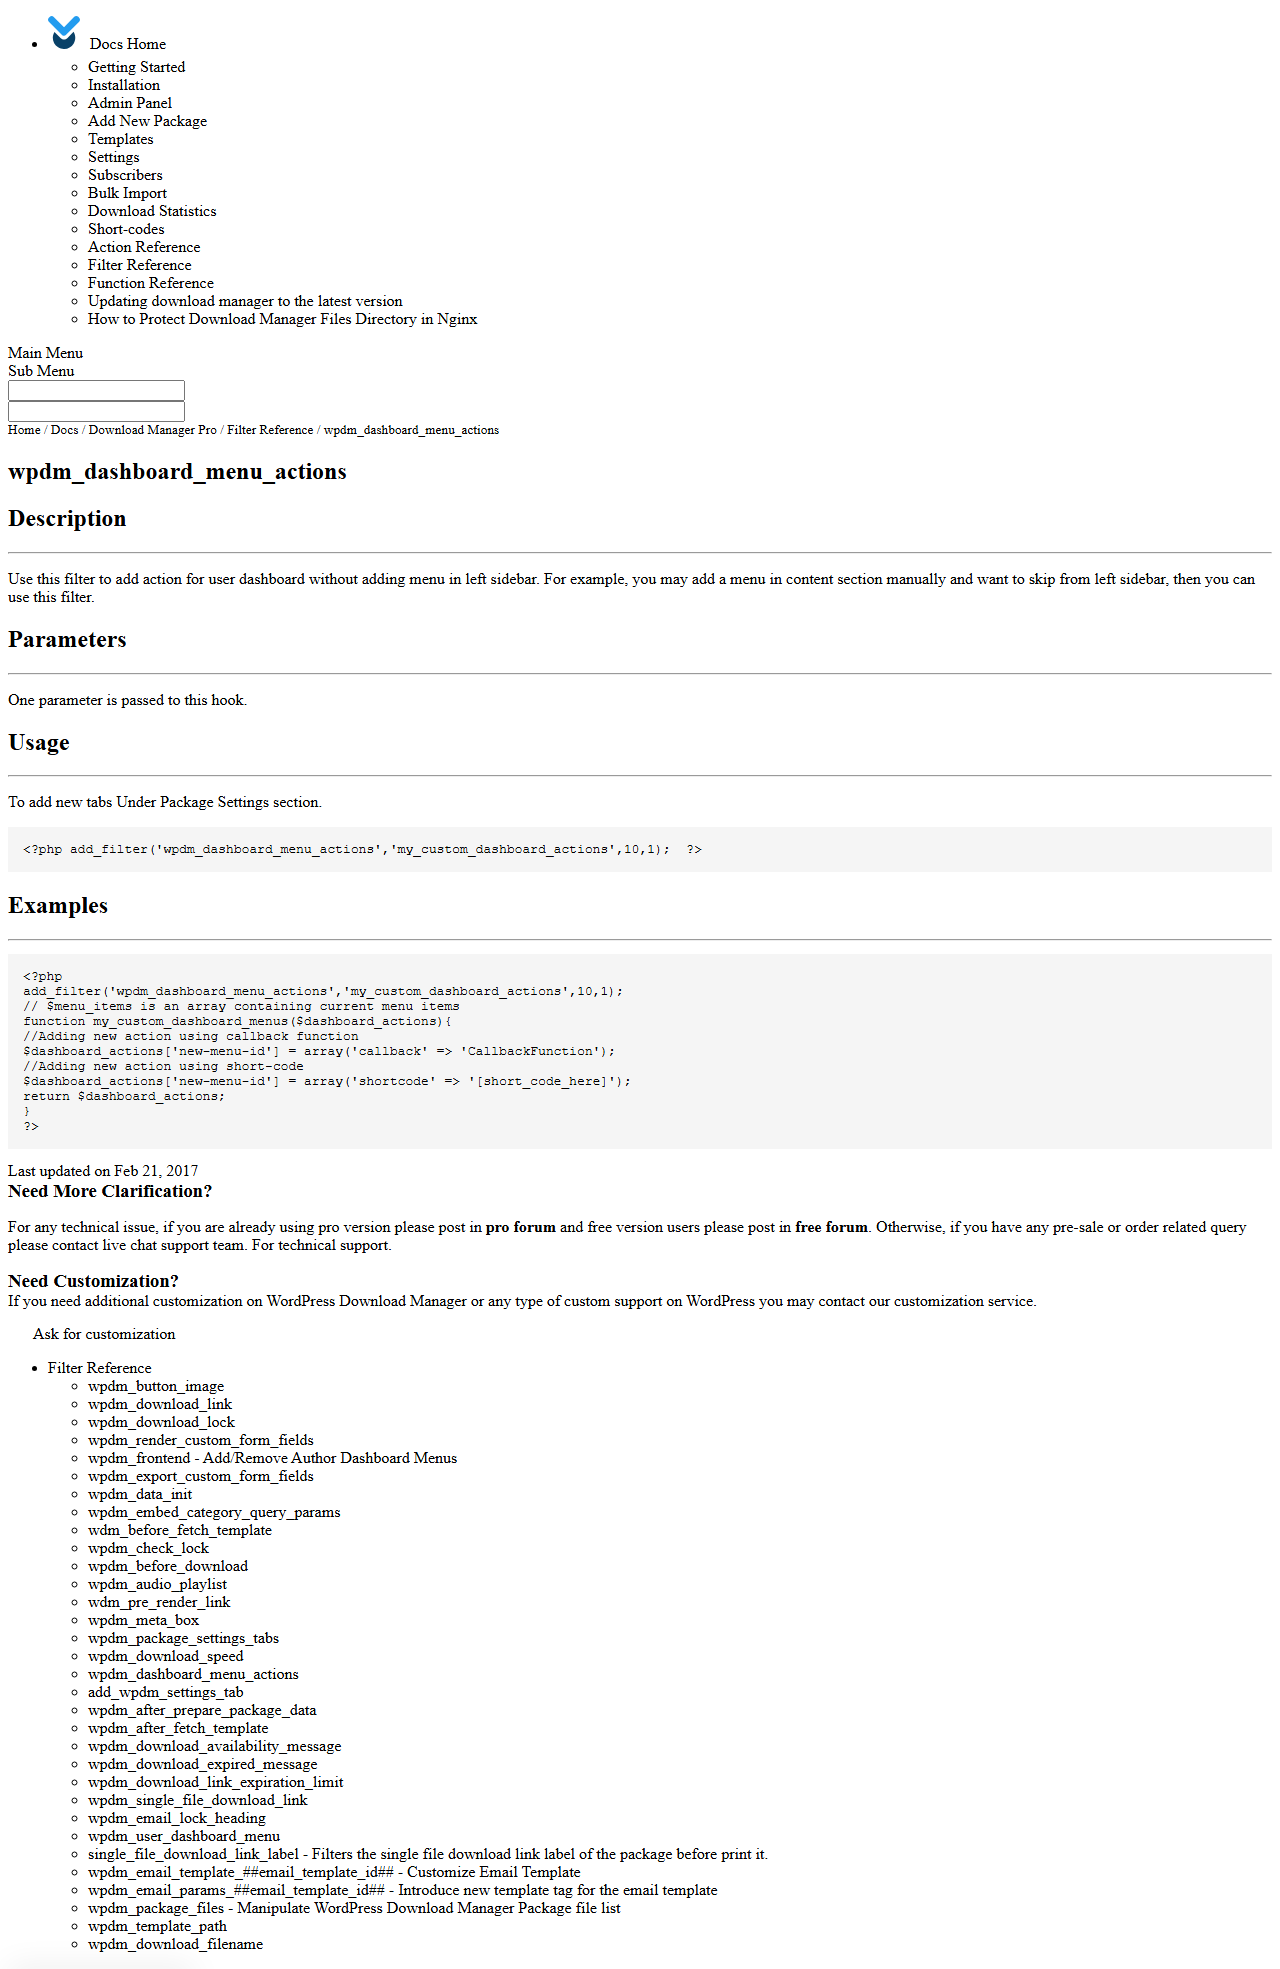 Docs Home
Getting Started
Installation
Admin Panel
Add New Package
Templates
Settings
Subscribers
Bulk Import
Download Statistics
Short-codes
Action Reference
Filter Reference
Function Reference
Updating download manager to the latest version
How to Protect Download Manager Files Directory in Nginx
Main Menu
Sub Menu
Home / Docs / Download Manager Pro / Filter Reference / wpdm_dashboard_menu_actions
wpdm_dashboard_menu_actions
Description
Use this filter to add action for user dashboard without adding menu in left sidebar. For example, you may add a menu in content section manually and want to skip from left sidebar, then you can
use this filter.
Parameters
One parameter is passed to this hook.
Usage
To add new tabs Under Package Settings section.
<?php add_filter('wpdm_dashboard_menu_actions','my_custom_dashboard_actions',10,1);  ?>
Examples
<?php
add_filter('wpdm_dashboard_menu_actions','my_custom_dashboard_actions',10,1);
// $menu_items is an array containing current menu items
function my_custom_dashboard_menus($dashboard_actions){
//Adding new action using callback function
$dashboard_actions['new-menu-id'] = array('callback' => 'CallbackFunction');
//Adding new action using short-code
$dashboard_actions['new-menu-id'] = array('shortcode' => '[short_code_here]');
return $dashboard_actions;
}
?>
Last updated on Feb 21, 2017
Need More Clarification?
For any technical issue, if you are already using pro version please post in pro forum and free version users please post in free forum. Otherwise, if you have any pre-sale or order related query
please contact live chat support team. For technical support.
Need Customization?
If you need additional customization on WordPress Download Manager or any type of custom support on WordPress you may contact our customization service.
Ask for customization
Filter Reference
wpdm_button_image
wpdm_download_link
wpdm_download_lock
wpdm_render_custom_form_fields
wpdm_frontend - Add/Remove Author Dashboard Menus
wpdm_export_custom_form_fields
wpdm_data_init
wpdm_embed_category_query_params
wdm_before_fetch_template
wpdm_check_lock
wpdm_before_download
wpdm_audio_playlist
wdm_pre_render_link
wpdm_meta_box
wpdm_package_settings_tabs
wpdm_download_speed
wpdm_dashboard_menu_actions
add_wpdm_settings_tab
wpdm_after_prepare_package_data
wpdm_after_fetch_template
wpdm_download_availability_message
wpdm_download_expired_message
wpdm_download_link_expiration_limit
wpdm_single_file_download_link
wpdm_email_lock_heading
wpdm_user_dashboard_menu
single_file_download_link_label - Filters the single file download link label of the package before print it.
wpdm_email_template_##email_template_id## - Customize Email Template
wpdm_email_params_##email_template_id## - Introduce new template tag for the email template
wpdm_package_files - Manipulate WordPress Download Manager Package file list
wpdm_template_path
wpdm_download_filename